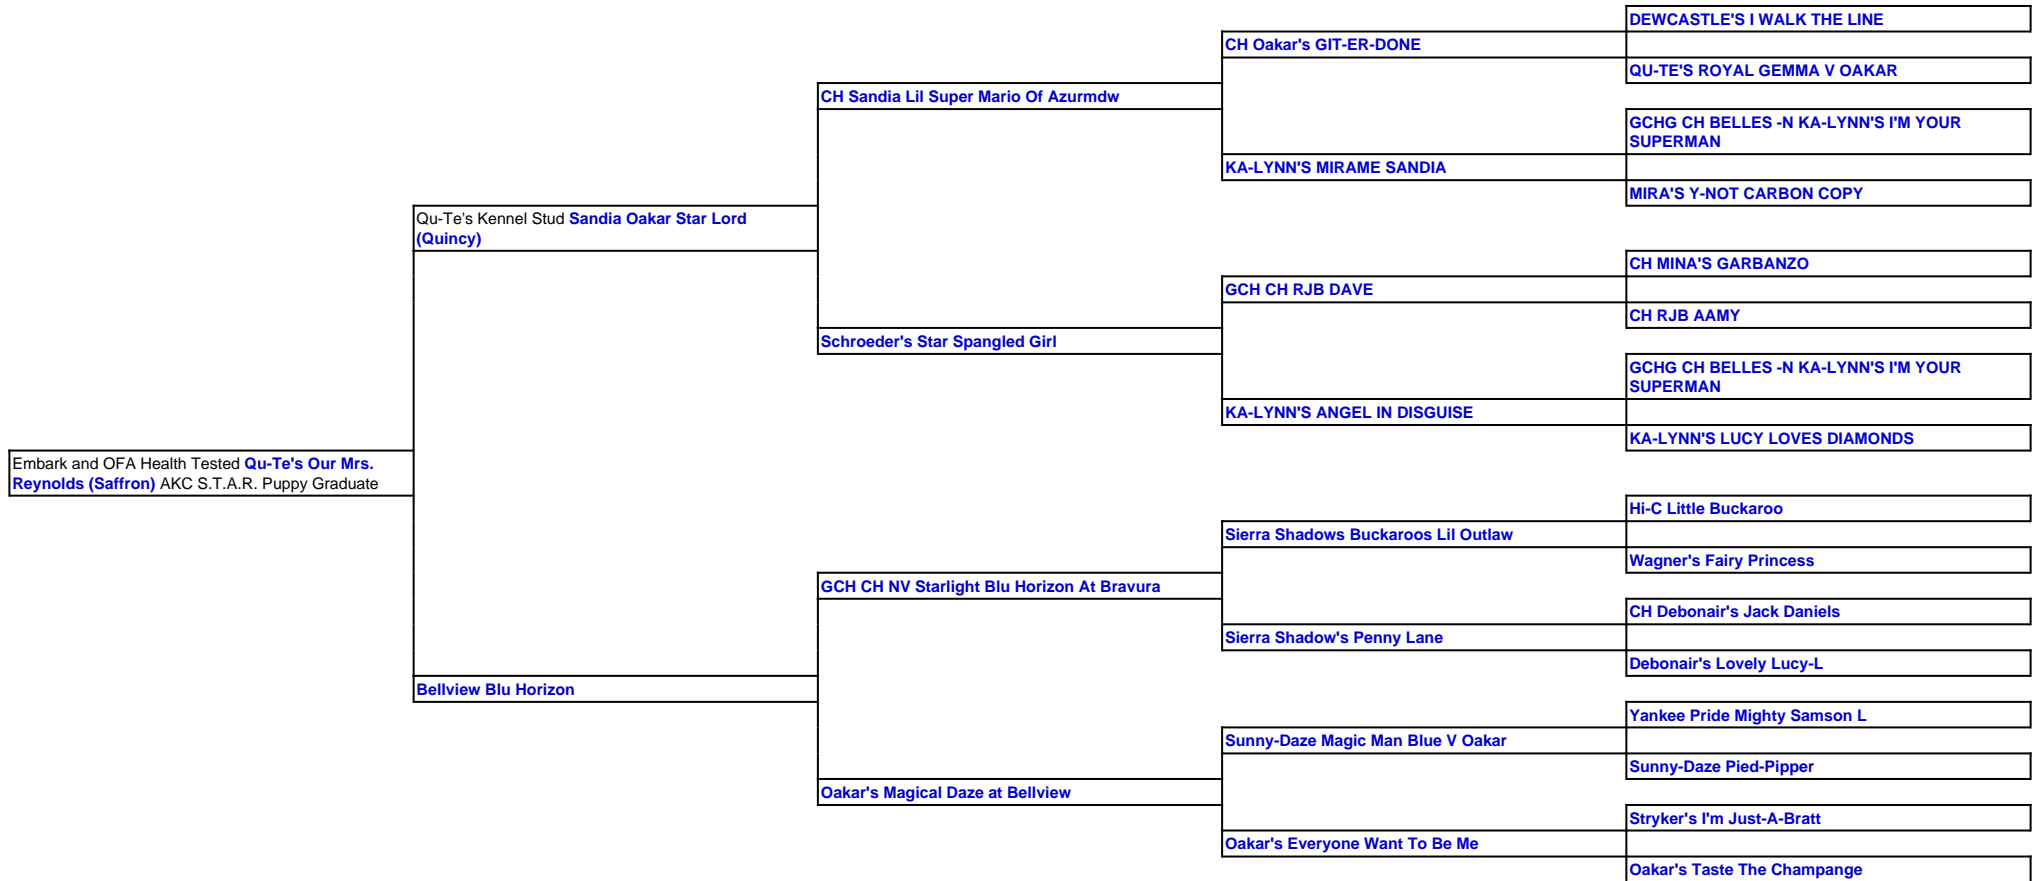 DEWCASTLE'S I WALK THE LINE
CH Oakar's GIT-ER-DONE
QU-TE'S ROYAL GEMMA V OAKAR
CH Sandia Lil Super Mario Of Azurmdw
GCHG CH BELLES -N KA-LYNN'S I'M YOUR
SUPERMAN
KA-LYNN'S MIRAME SANDIA
MIRA'S Y-NOT CARBON COPY
Qu-Te's Kennel Stud Sandia Oakar Star Lord
(Quincy)
CH MINA'S GARBANZO
GCH CH RJB DAVE
CH RJB AAMY
Schroeder's Star Spangled Girl
GCHG CH BELLES -N KA-LYNN'S I'M YOUR
SUPERMAN
KA-LYNN'S ANGEL IN DISGUISE
KA-LYNN'S LUCY LOVES DIAMONDS
Embark and OFA Health Tested Qu-Te's Our Mrs.
Reynolds (Saffron) AKC S.T.A.R. Puppy Graduate
Hi-C Little Buckaroo
Sierra Shadows Buckaroos Lil Outlaw
Wagner's Fairy Princess
GCH CH NV Starlight Blu Horizon At Bravura
CH Debonair's Jack Daniels
Sierra Shadow's Penny Lane
Debonair's Lovely Lucy-L
Bellview Blu Horizon
Yankee Pride Mighty Samson L
Sunny-Daze Magic Man Blue V Oakar
Sunny-Daze Pied-Pipper
Oakar's Magical Daze at Bellview
Stryker's I'm Just-A-Bratt
Oakar's Everyone Want To Be Me
Oakar's Taste The Champange